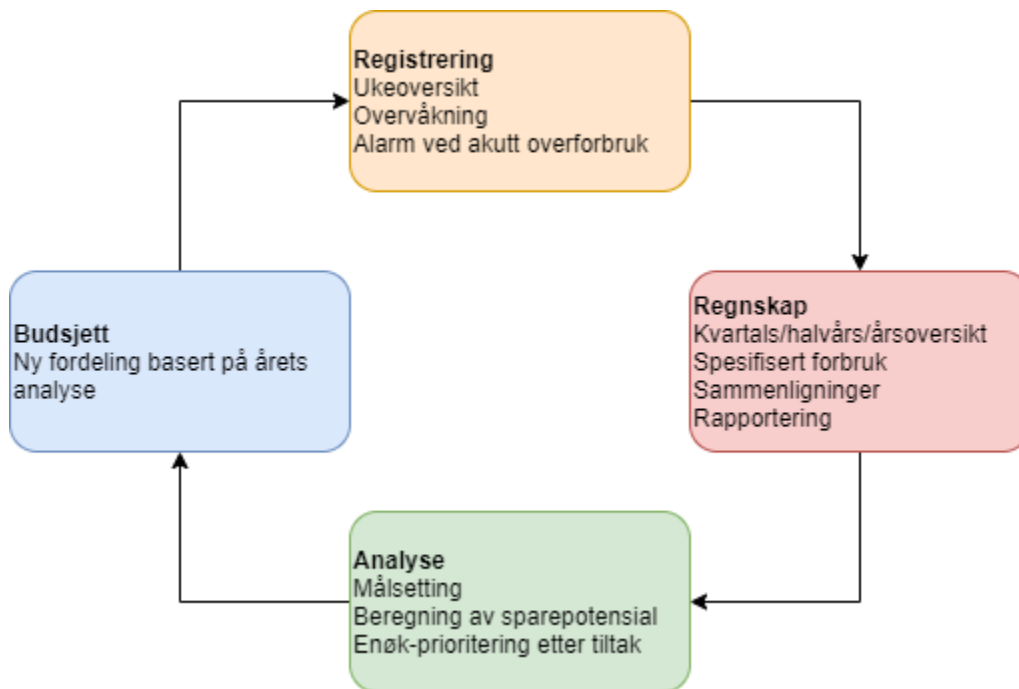 Registrering
Ukeoversikt
Overvåkning
Alarm ved akutt overforbruk
Regnskap
Kvartals/halvårs/årsoversikt
Spesifisert forbruk
Sammenligninger
Rapportering
Analyse
Målsetting
Beregning av sparepotensial
Enøk-prioritering etter tiltak
Budsjett
Ny fordeling basert på årets
analyse